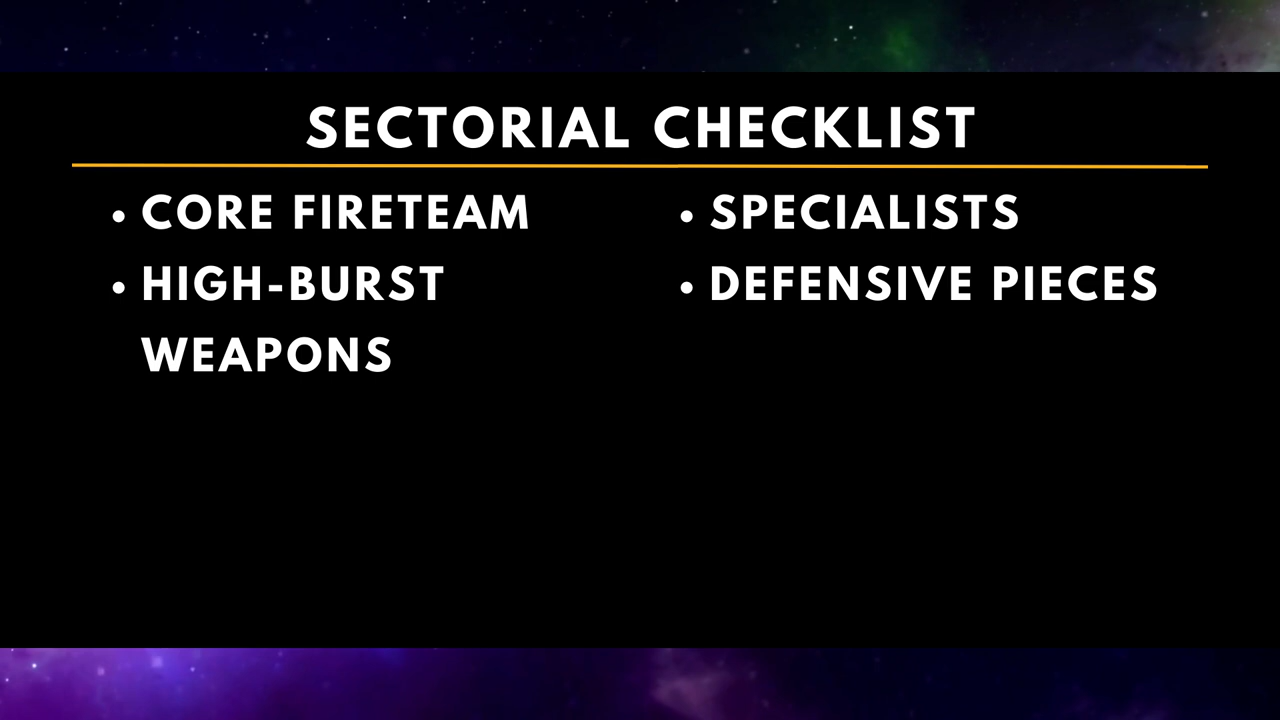 SECTORIAL CHECKLIST
• CORE FIRETEAM
• HIGH-BURST
WEAPONS
• SPECIALISTS
• DEFENSIVE PIECES